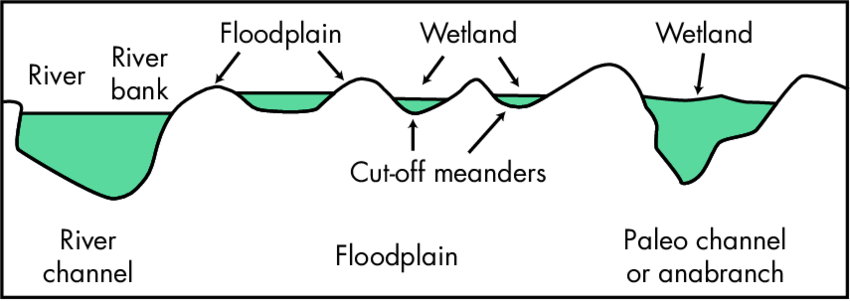 Floodplain
Wetland
Wetland
River
River
bank
Cut-off meanders
River
channel
Floodplain
Paleo channel
or anabranch